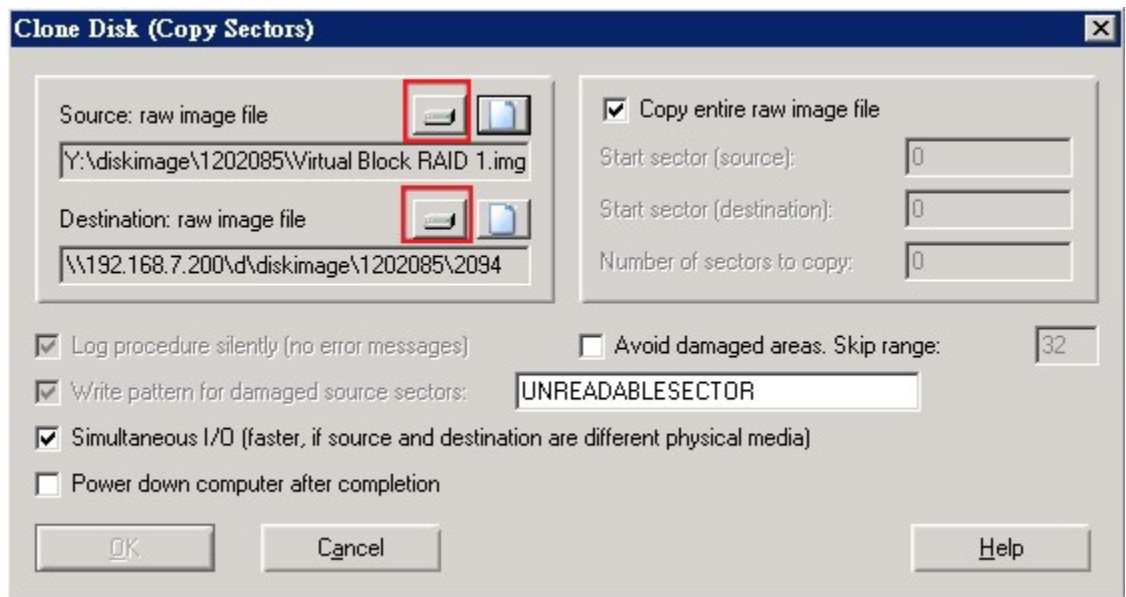 Clone Disk (Copy Sectors)
Source: raw image file
Y:\diskimage\1202085\Virtual Block RAID 1.img
Destination: raw image file
\\192.168.7.200\d\diskimage\1202085\2094
Copy entire raw image file
Start sector (source): 0
Start sector (destination): 0
Number of sectors to copy: 0
Log procedure silently (no error messages)
Avoid damaged areas. Skip range: 32
Write pattern for damaged source sectors: UNREADABLESECTOR
Simultaneous I/O (faster, if source and destination are different physical media)
Power down computer after completion
OK Cancel Help